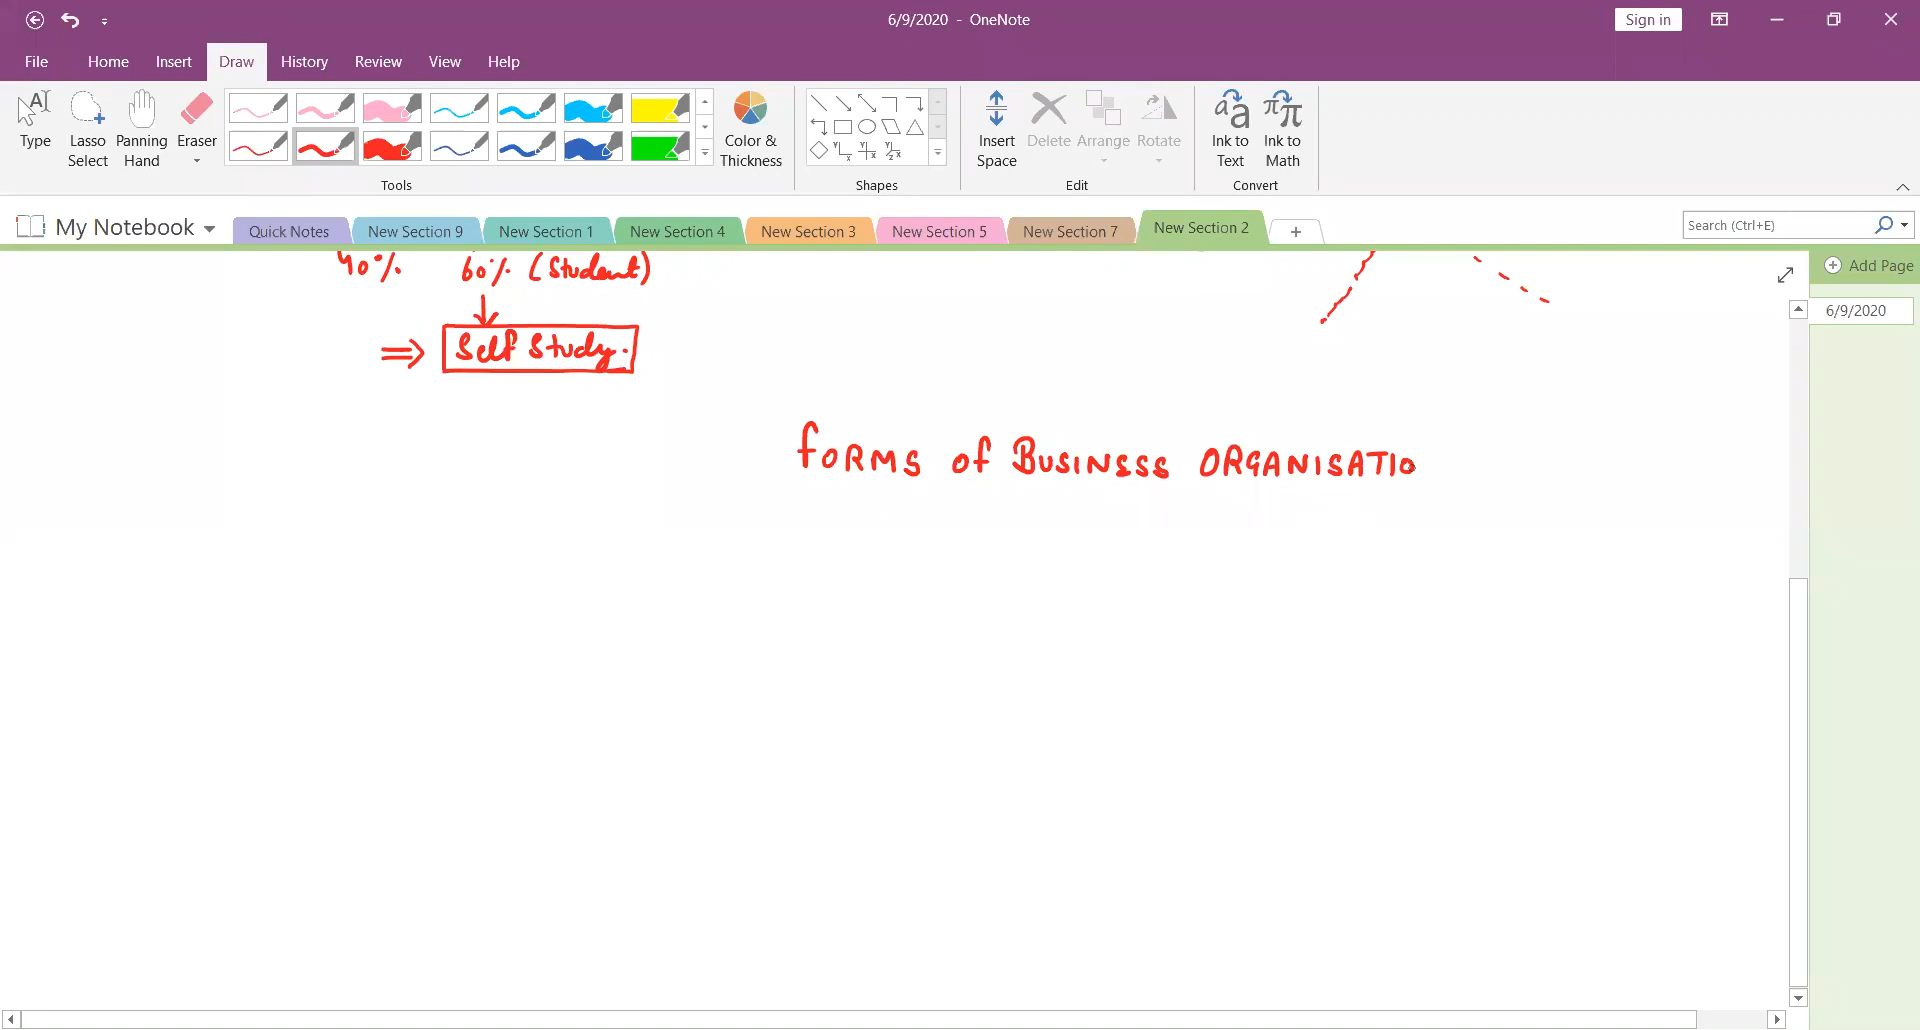 6/9/2020 - OneNote
Sign in
File Home Insert Draw History Review View Help
Type
Lasso Select
Panning Hand
Eraser
Color & Thickness
Insert Space
Delete
Arrange
Rotate
Ink to Text
Ink to Math
Tools
Shapes
Edit
Convert
My Notebook
Quick Notes New Section 9 New Section 1 New Section 4 New Section 3 New Section 5 New Section 7 New Section 2
Search (Ctrl+E)
Add Page
6/9/2020
40% 60% (Student)
Self Study.
FORMS of BUSINESS ORGANISATIO